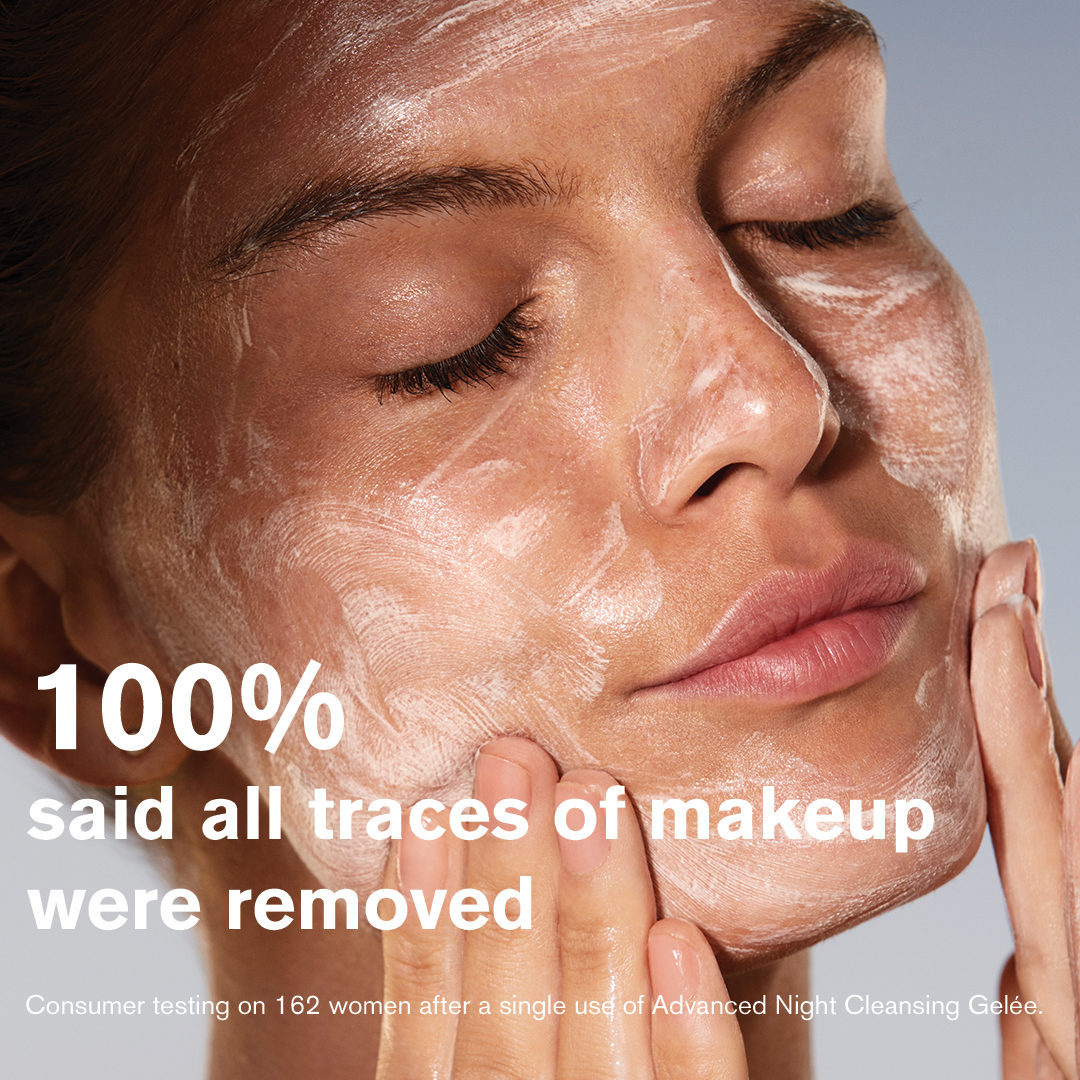 100%
said all traces of makeup
were removed
Consumer testing on 162 women after a single use of Advanced Night Cleansing Gelée.